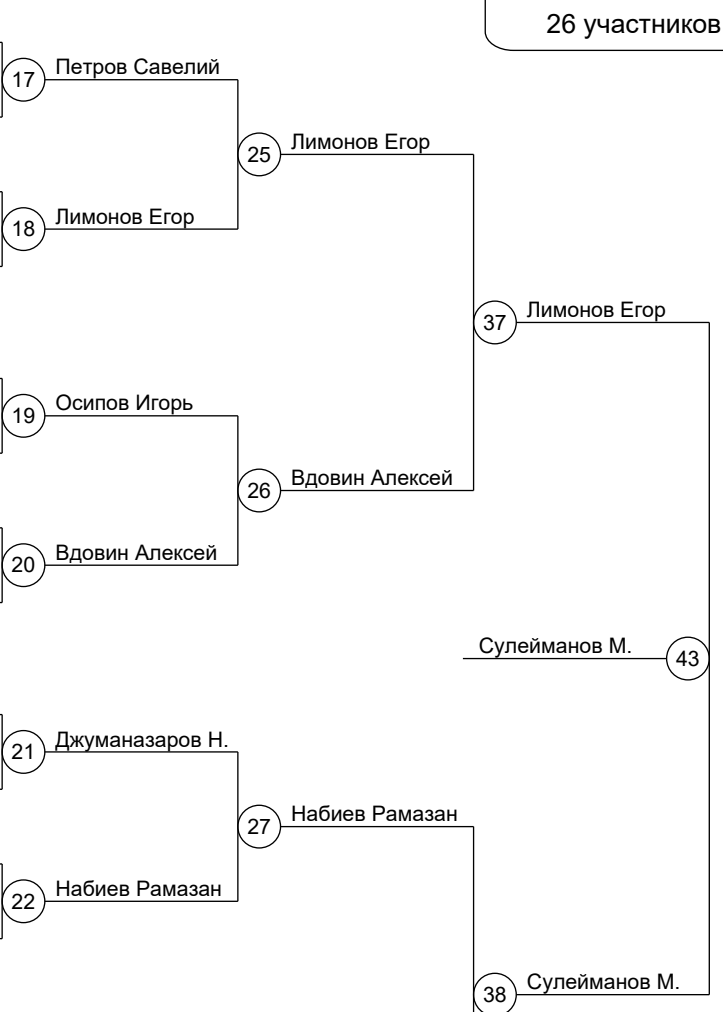 26 участников
17 Петров Савелий
25 Лимонов Егор
18 Лимонов Егор
37 Лимонов Егор
19 Осипов Игорь
26 Вдовин Алексей
20 Вдовин Алексей
Сулейманов М. 43
21 Джуманазаров Н.
27 Набиев Рамазан
22 Набиев Рамазан
38 Сулейманов М.